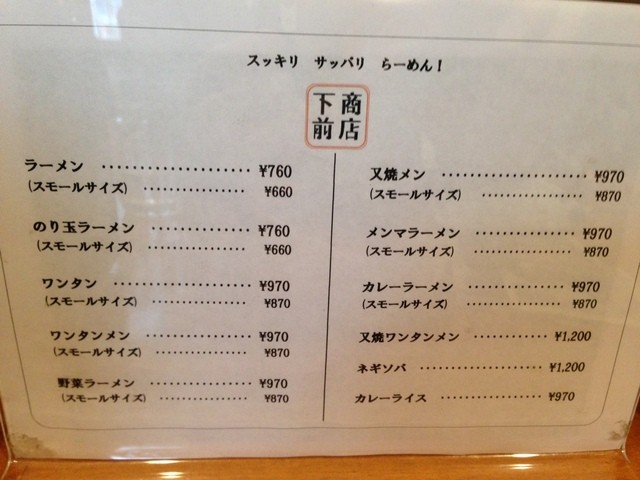 スッキリ　サッパリ　らーめん！
商店
下前
ラーメン ···················· ¥760
(スモールサイズ) ··············· ¥660
のり玉ラーメン ·············· ¥760
(スモールサイズ) ·············· ¥660
ワンタン ··················· ¥970
(スモールサイズ) ·············· ¥870
ワンタンメン ················ ¥970
(スモールサイズ) ·············· ¥870
野菜ラーメン ················ ¥970
(スモールサイズ) ·············· ¥870
又焼メン ···················· ¥970
(スモールサイズ) ·············· ¥870
メンマラーメン ·············· ¥970
(スモールサイズ) ·············· ¥870
カレーラーメン ·············· ¥970
(スモールサイズ) ·············· ¥870
又焼ワンタンメン ··········· ¥1,200
ネギソバ ·················· ¥1,200
カレーライス ··············· ¥970